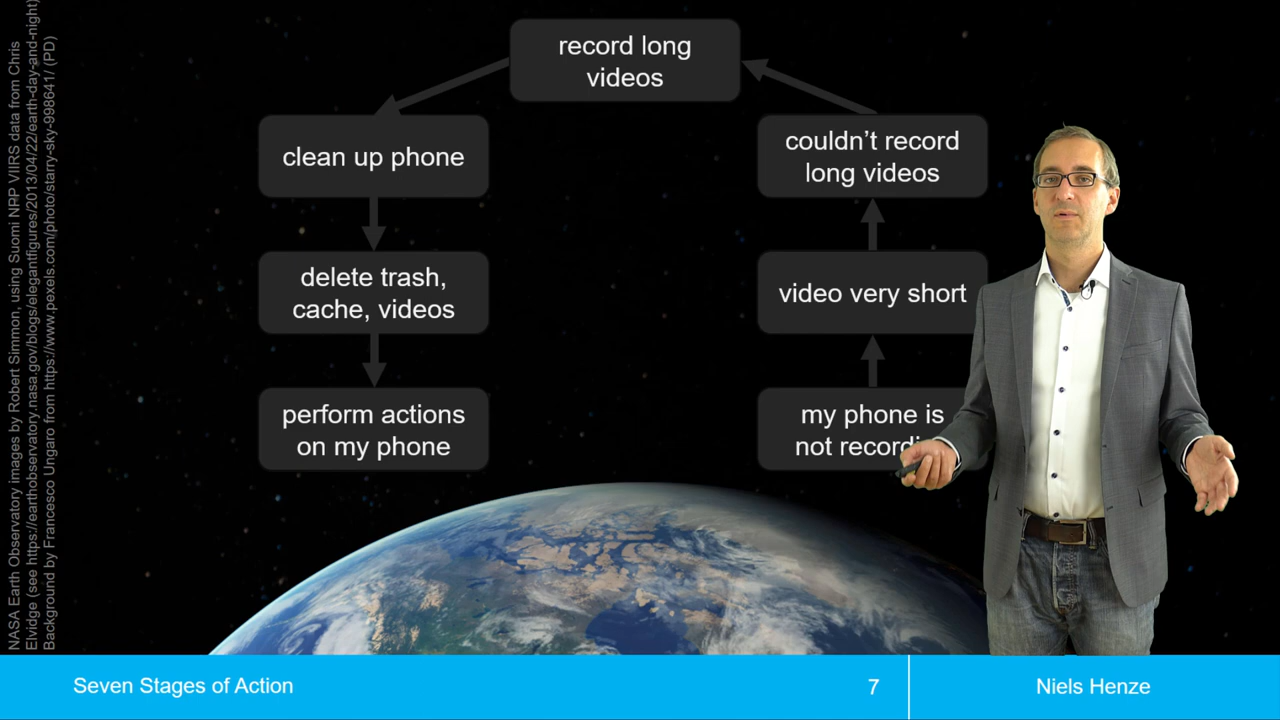 record long
videos
clean up phone
couldn't record
long videos
delete trash,
cache, videos
video very short
perform actions
on my phone
my phone is
not
NASA Earth Observatory images by Robert Simmon, using Suomi NPP VIIRS data from Chris
Elvidge (see https://earthobservatory.nasa.gov/blogs/elegantfigures/2013/04/22/earth-day-and-night)
Background by Francesco Ungaro from https://www.pexels.com/photo/starry-sky-998641/ (PD)
Seven Stages of Action
7
Niels Henze